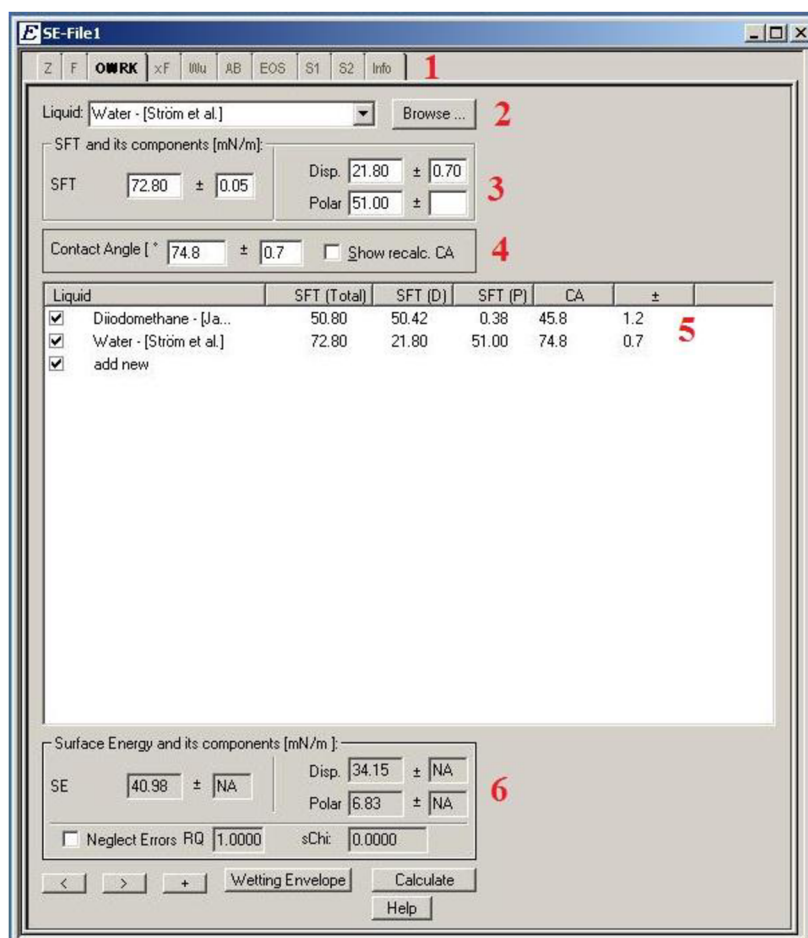 E SE-File1
Z F OWRK xF Wu AB EOS S1 S2 Info 1
Liquid: Water - [Ström et al.] Browse ... 2
SFT and its components [mN/m]:
SFT 72.80 ± 0.05 Disp. 21.80 ± 0.70
Polar 51.00 ± 3
Contact Angle [ ° 74.8 ± 0.7 Show recalc. CA 4
Liquid SFT (Total) SFT (D) SFT (P) CA ±
Diiodomethane - [Ja... 50.80 50.42 0.38 45.8 1.2
Water - [Ström et al.] 72.80 21.80 51.00 74.8 0.7 5
add new
Surface Energy and its components [mN/m ]:
SE 40.98 ± NA Disp. 34.15 ± NA
Polar 6.83 ± NA 6
Neglect Errors RQ 1.0000 sChi: 0.0000
< > + Wetting Envelope Calculate
Help